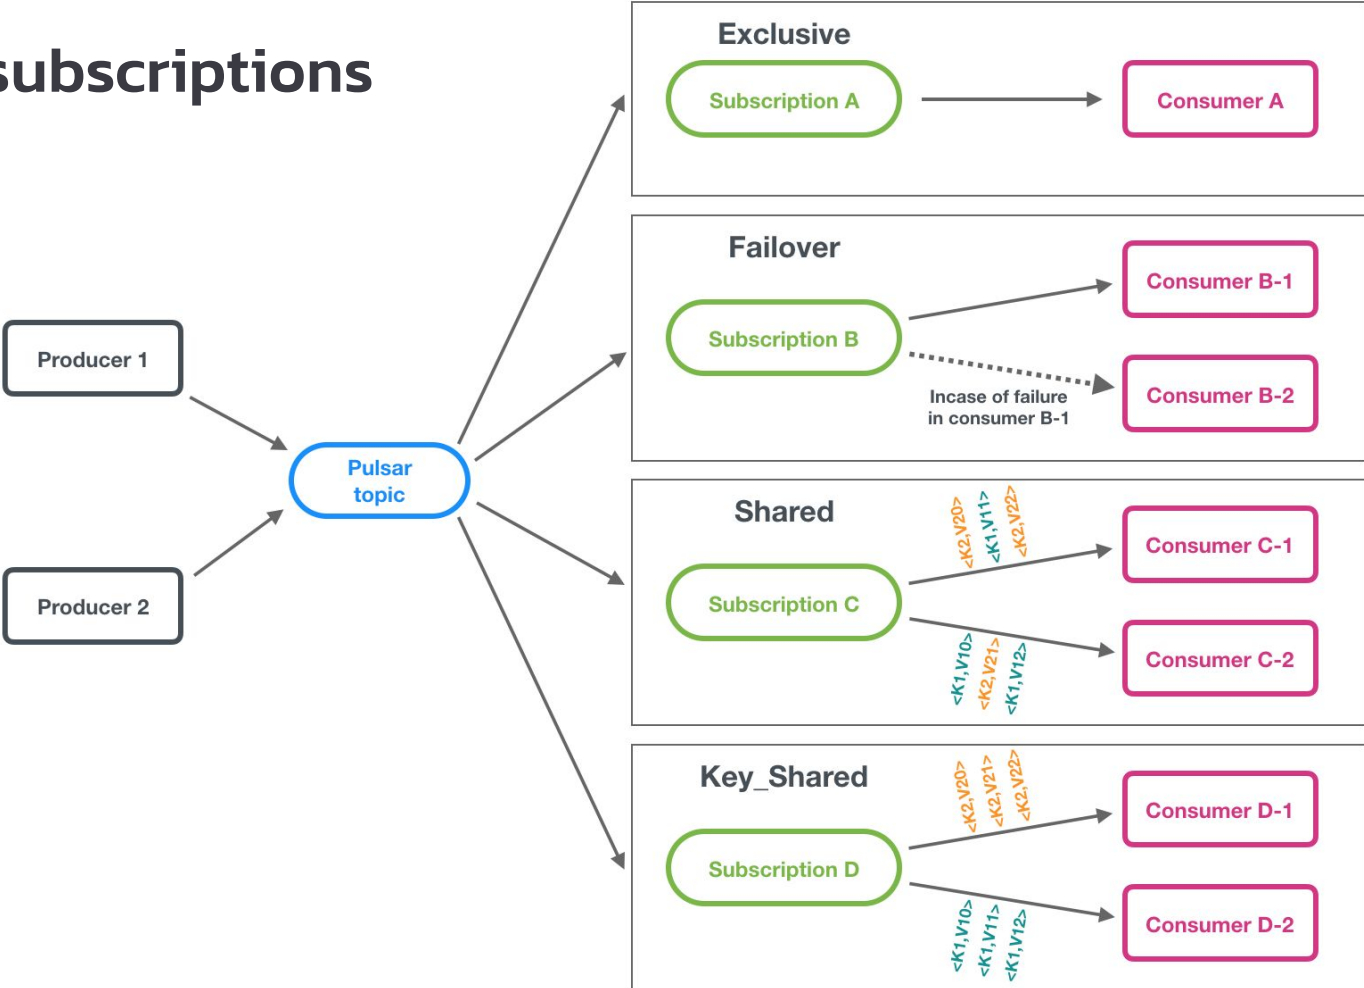 subscriptions
Producer 1
Producer 2
Pulsar
topic
Exclusive
Subscription A
Consumer A
Failover
Subscription B
Consumer B-1
Incase of failure
in consumer B-1
Consumer B-2
Shared
<K2,V20>
<K1,V11>
<K2,V22>
Subscription C
Consumer C-1
<K1,V10>
<K2,V21>
<K1,V12>
Consumer C-2
Key_Shared
<K2,V20>
<K2,V21>
<K2,V22>
Subscription D
Consumer D-1
<K1,V10>
<K1,V11>
<K1,V12>
Consumer D-2